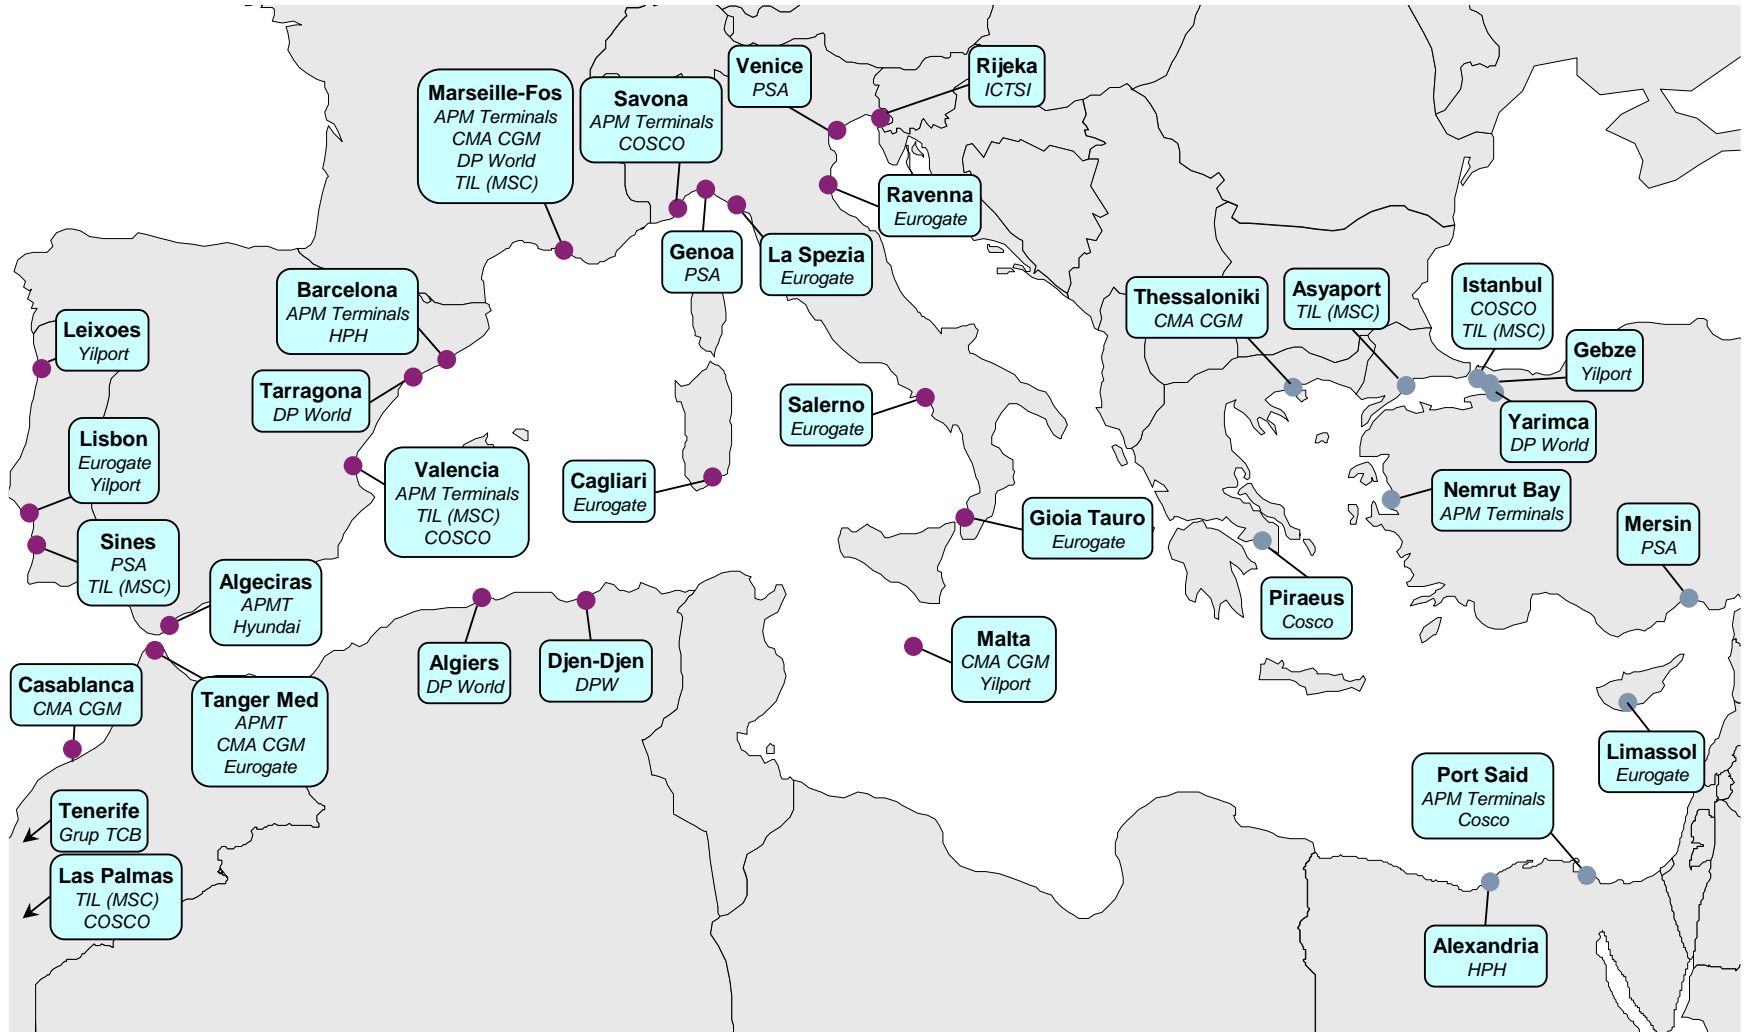 Venice
PSA
Rijeka
ICTSI
Marseille-Fos
APM Terminals
CMA CGM
DP World
TIL (MSC)
Savona
APM Terminals
COSCO
Ravenna
Eurogate
Genoa
PSA
La Spezia
Eurogate
Barcelona
APM Terminals
HPH
Leixoes
Yilport
Thessaloniki
CMA CGM
Asyaport
TIL (MSC)
Istanbul
COSCO
TIL (MSC)
Gebze
Yilport
Tarragona
DP World
Salerno
Eurogate
Yarimca
DP World
Lisbon
Eurogate
Yilport
Valencia
APM Terminals
TIL (MSC)
COSCO
Cagliari
Eurogate
Nemrut Bay
APM Terminals
Gioia Tauro
Eurogate
Mersin
PSA
Sines
PSA
TIL (MSC)
Algeciras
APMT
Hyundai
Piraeus
Cosco
Malta
CMA CGM
Yilport
Algiers
DP World
Djen-Djen
DPW
Casablanca
CMA CGM
Tanger Med
APMT
CMA CGM
Eurogate
Limassol
Eurogate
Port Said
APM Terminals
Cosco
Tenerife
Grup TCB
Las Palmas
TIL (MSC)
COSCO
Alexandria
HPH